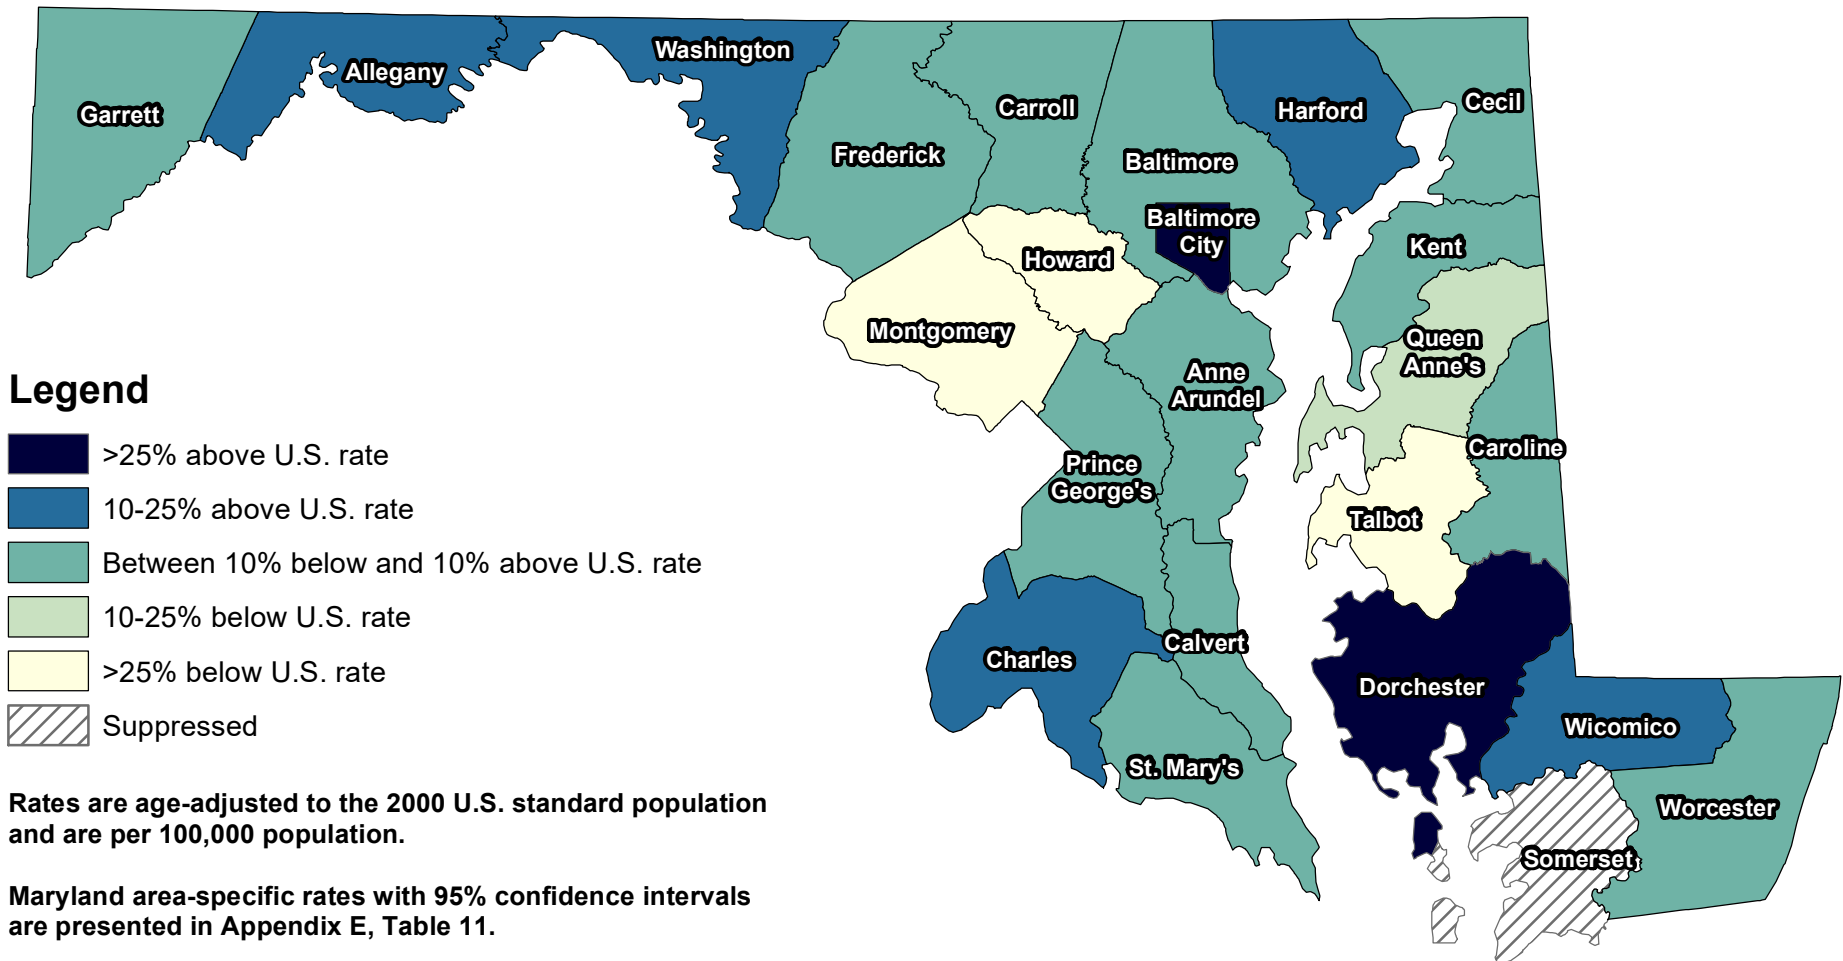 Washington
Allegany
Garrett
Carroll
Harford
Cecil
Frederick
Baltimore
Baltimore
City
Kent
Howard
Montgomery
Queen
Anne's
Anne
Arundel
Caroline
Prince
George's
Talbot
Calvert
Charles
Dorchester
Wicomico
St. Mary's
Worcester
Somerset
Legend
>25% above U.S. rate
10-25% above U.S. rate
Between 10% below and 10% above U.S. rate
10-25% below U.S. rate
>25% below U.S. rate
Suppressed
Rates are age-adjusted to the 2000 U.S. standard population
and are per 100,000 population.
Maryland area-specific rates with 95% confidence intervals
are presented in Appendix E, Table 11.